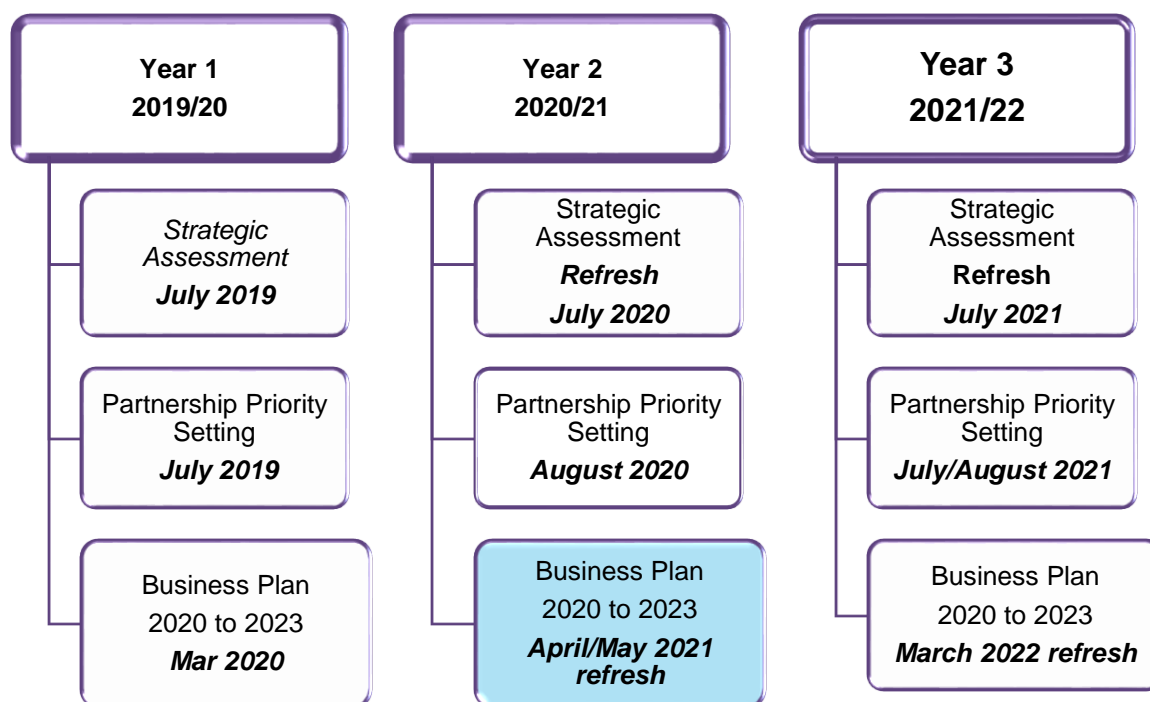 Year 1
2019/20
Strategic
Assessment
July 2019
Partnership Priority
Setting
July 2019
Business Plan
2020 to 2023
Mar 2020
Year 2
2020/21
Strategic
Assessment
Refresh
July 2020
Partnership Priority
Setting
August 2020
Business Plan
2020 to 2023
April/May 2021
refresh
Year 3
2021/22
Strategic
Assessment
Refresh
July 2021
Partnership Priority
Setting
July/August 2021
Business Plan
2020 to 2023
March 2022 refresh